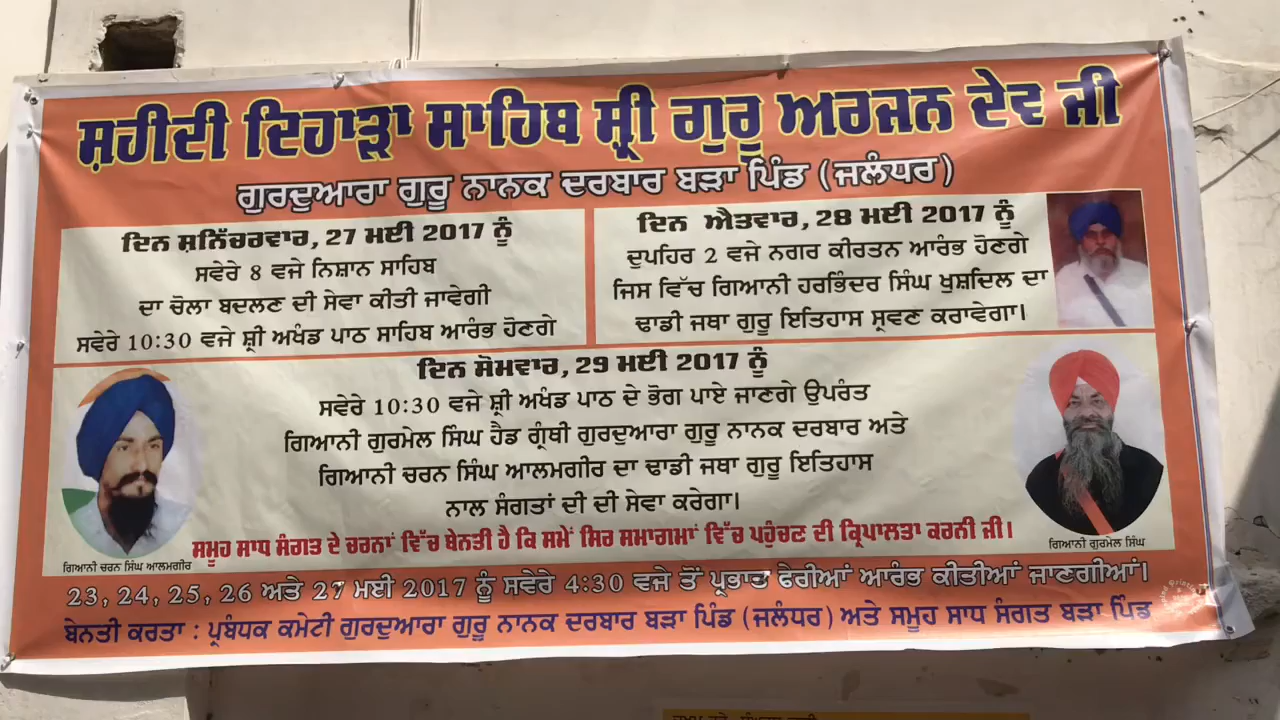 ਸ਼ਹੀਦੀ ਦਿਹਾੜਾ ਸਾਹਿਬ ਸ਼੍ਰੀ ਗੁਰੂ ਅਰਜਨ ਦੇਵ ਜੀ
ਗੁਰਦੁਆਰਾ ਗੁਰੂ ਨਾਨਕ ਦਰਬਾਰ ਬੜਾ ਪਿੰਡ (ਜਲੰਧਰ)
ਦਿਨ ਸ਼ਨਿੱਚਰਵਾਰ, 27 ਮਈ 2017 ਨੂੰ
ਸਵੇਰੇ 8 ਵਜੇ ਨਿਸ਼ਾਨ ਸਾਹਿਬ
ਦਾ ਚੋਲਾ ਬਦਲਣ ਦੀ ਸੇਵਾ ਕੀਤੀ ਜਾਵੇਗੀ
ਸਵੇਰੇ 10:30 ਵਜੇ ਸ਼੍ਰੀ ਅਖੰਡ ਪਾਠ ਸਾਹਿਬ ਆਰੰਭ ਹੋਣਗੇ
ਦਿਨ ਐਤਵਾਰ, 28 ਮਈ 2017 ਨੂੰ
ਦੁਪਹਿਰ 2 ਵਜੇ ਨਗਰ ਕੀਰਤਨ ਆਰੰਭ ਹੋਣਗੇ
ਜਿਸ ਵਿੱਚ ਗਿਆਨੀ ਹਰਭਿੰਦਰ ਸਿੰਘ ਖੁਸ਼ਦਿਲ ਦਾ
ਢਾਡੀ ਜਥਾ ਗੁਰੂ ਇਤਿਹਾਸ ਸ੍ਰਵਣ ਕਰਾਵੇਗਾ।
ਦਿਨ ਸੋਮਵਾਰ, 29 ਮਈ 2017 ਨੂੰ
ਸਵੇਰੇ 10:30 ਵਜੇ ਸ਼੍ਰੀ ਅਖੰਡ ਪਾਠ ਦੇ ਭੋਗ ਪਾਏ ਜਾਣਗੇ ਉਪਰੰਤ
ਗਿਆਨੀ ਗੁਰਮੇਲ ਸਿੰਘ ਹੈਡ ਗ੍ਰੰਥੀ ਗੁਰਦੁਆਰਾ ਗੁਰੂ ਨਾਨਕ ਦਰਬਾਰ ਅਤੇ
ਗਿਆਨੀ ਚਰਨ ਸਿੰਘ ਆਲਮਗੀਰ ਦਾ ਢਾਡੀ ਜਥਾ ਗੁਰੂ ਇਤਿਹਾਸ
ਨਾਲ ਸੰਗਤਾਂ ਦੀ ਦੀ ਸੇਵਾ ਕਰੇਗਾ।
ਸਮੂਹ ਸਾਧ ਸੰਗਤ ਦੇ ਚਰਨਾਂ ਵਿੱਚ ਬੇਨਤੀ ਹੈ ਕਿ ਸਮੇਂ ਸਿਰ ਸਮਾਗਮਾਂ ਵਿੱਚ ਪਹੁੰਚਣ ਦੀ ਕ੍ਰਿਪਾਲਤਾ ਕਰਨੀ ਜੀ।
ਗਿਆਨੀ ਚਰਨ ਸਿੰਘ ਆਲਮਗੀਰ
ਗਿਆਨੀ ਗੁਰਮੇਲ ਸਿੰਘ
23, 24, 25, 26 ਅਤੇ 27 ਮਈ 2017 ਨੂੰ ਸਵੇਰੇ 4:30 ਵਜੇ ਤੋਂ ਪ੍ਰਭਾਤ ਫੇਰੀਆਂ ਆਰੰਭ ਕੀਤੀਆਂ ਜਾਣਗੀਆਂ।
ਬੇਨਤੀ ਕਰਤਾ : ਪ੍ਰਬੰਧਕ ਕਮੇਟੀ ਗੁਰਦੁਆਰਾ ਗੁਰੂ ਨਾਨਕ ਦਰਬਾਰ ਬੜਾ ਪਿੰਡ (ਜਲੰਧਰ) ਅਤੇ ਸਮੂਹ ਸਾਧ ਸੰਗਤ ਬੜਾ ਪਿੰਡ